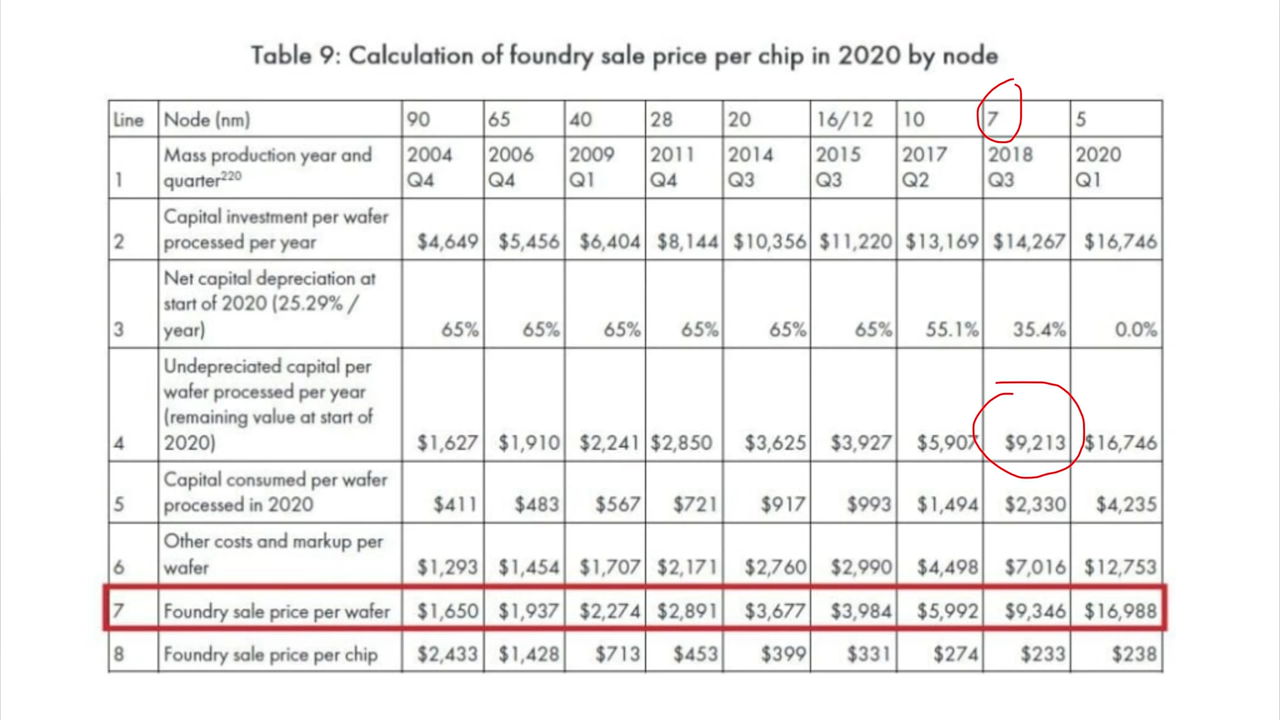 Table 9: Calculation of foundry sale price per chip in 2020 by node
Line Node (nm) 90 65 40 28 20 16/12 10 7 5
1 Mass production year and quarter220 2004 Q4 2006 Q4 2009 Q1 2011 Q4 2014 Q3 2015 Q3 2017 Q2 2018 Q3 2020 Q1
2 Capital investment per wafer processed per year $4,649 $5,456 $6,404 $8,144 $10,356 $11,220 $13,169 $14,267 $16,746
3 Net capital depreciation at start of 2020 (25.29% / year) 65% 65% 65% 65% 65% 65% 55.1% 35.4% 0.0%
4 Undepreciated capital per wafer processed per year (remaining value at start of 2020) $1,627 $1,910 $2,241 $2,850 $3,625 $3,927 $5,907 $9,213 $16,746
5 Capital consumed per wafer processed in 2020 $411 $483 $567 $721 $917 $993 $1,494 $2,330 $4,235
6 Other costs and markup per wafer $1,293 $1,454 $1,707 $2,171 $2,760 $2,990 $4,498 $7,016 $12,753
7 Foundry sale price per wafer $1,650 $1,937 $2,274 $2,891 $3,677 $3,984 $5,992 $9,346 $16,988
8 Foundry sale price per chip $2,433 $1,428 $713 $453 $399 $331 $274 $233 $238